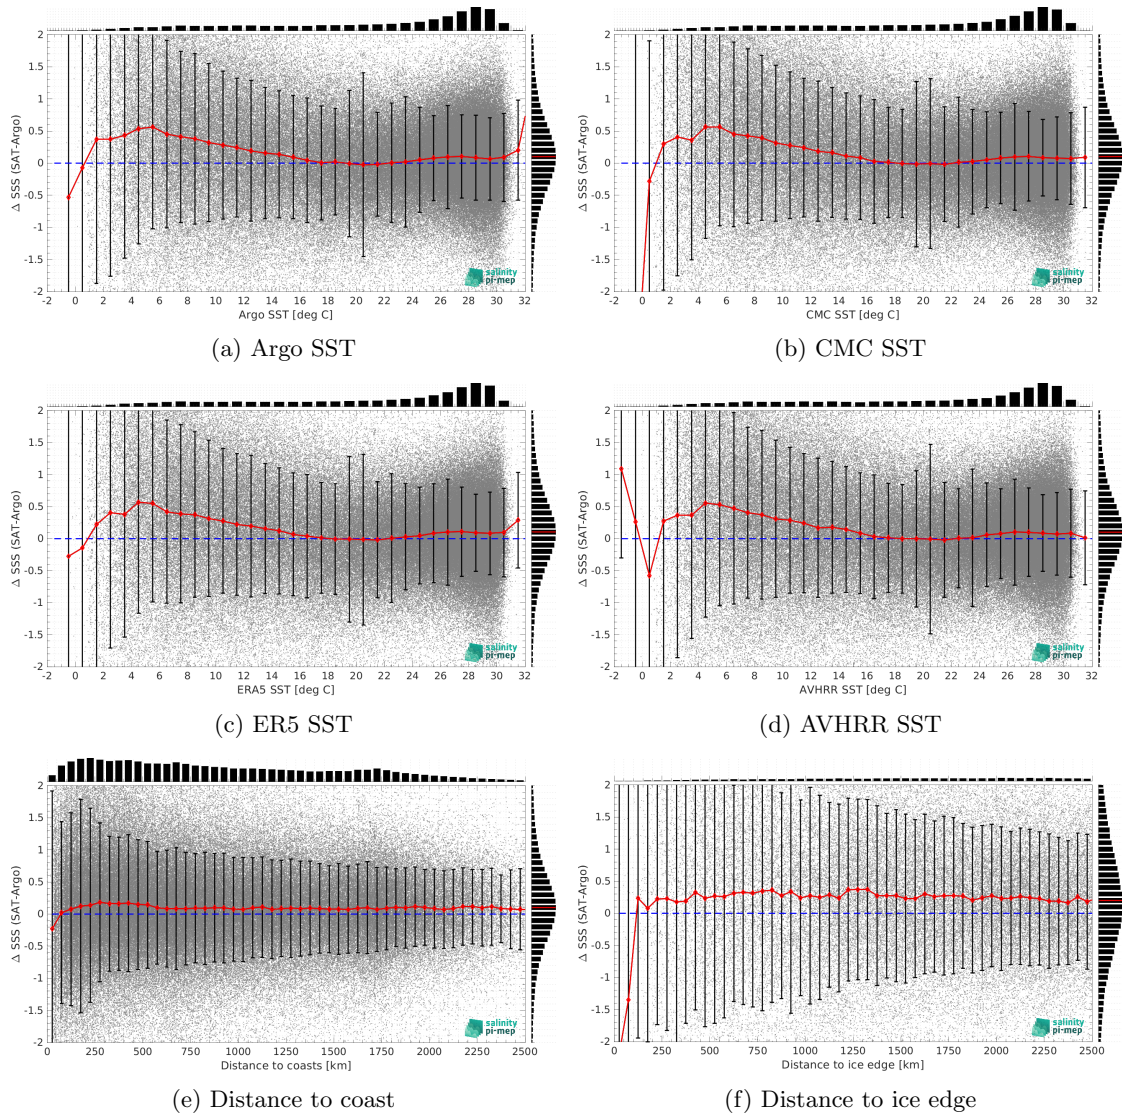 2
1.5
1
0.5
0
-0.5
-1
-1.5
-2
Δ SSS (SAT-Argo)
-2 0 2 4 6 8 10 12 14 16 18 20 22 24 26 28 30 32
Argo SST [deg C]
salinity
pi-mep
(a) Argo SST
2
1.5
1
0.5
0
-0.5
-1
-1.5
-2
Δ SSS (SAT-Argo)
-2 0 2 4 6 8 10 12 14 16 18 20 22 24 26 28 30 32
CMC SST [deg C]
salinity
pi-mep
(b) CMC SST
2
1.5
1
0.5
0
-0.5
-1
-1.5
-2
Δ SSS (SAT-Argo)
-2 0 2 4 6 8 10 12 14 16 18 20 22 24 26 28 30 32
ERA5 SST [deg C]
salinity
pi-mep
(c) ER5 SST
2
1.5
1
0.5
0
-0.5
-1
-1.5
-2
Δ SSS (SAT-Argo)
-2 0 2 4 6 8 10 12 14 16 18 20 22 24 26 28 30 32
AVHRR SST [deg C]
salinity
pi-mep
(d) AVHRR SST
2
1.5
1
0.5
0
-0.5
-1
-1.5
-2
Δ SSS (SAT-Argo)
0 250 500 750 1000 1250 1500 1750 2000 2250 2500
Distance to coasts [km]
salinity
pi-mep
(e) Distance to coast
2
1.5
1
0.5
0
-0.5
-1
-1.5
-2
Δ SSS (SAT-Argo)
0 250 500 750 1000 1250 1500 1750 2000 2250 2500
Distance to ice edge [km]
salinity
pi-mep
(f) Distance to ice edge